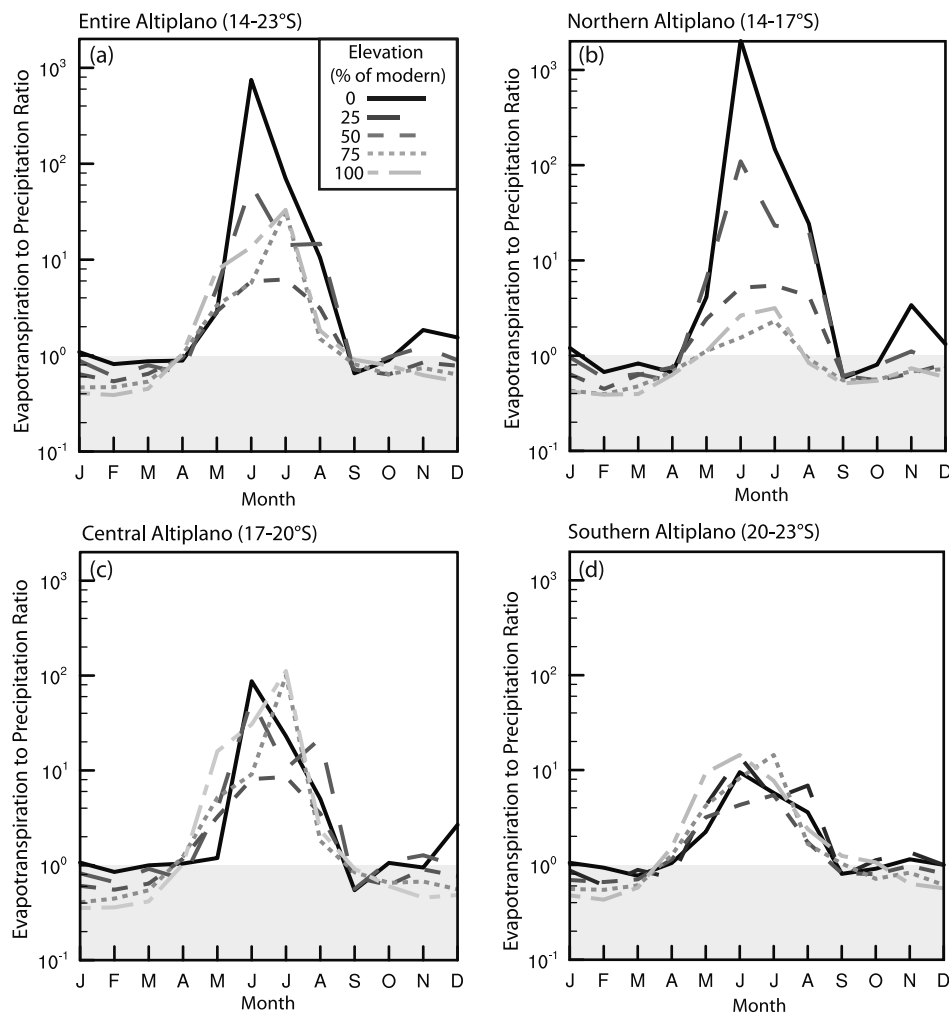 Entire Altiplano (14-23°S)
(a)
Elevation
(% of modern)
0
25
50
75
100
Evapotranspiration to Precipitation Ratio
10³
10²
10¹
10⁰
10⁻¹
J F M A M J J A S O N D
Month
Northern Altiplano (14-17°S)
(b)
Evapotranspiration to Precipitation Ratio
10³
10²
10¹
10⁰
10⁻¹
J F M A M J J A S O N D
Month
Central Altiplano (17-20°S)
(c)
Evapotranspiration to Precipitation Ratio
10³
10²
10¹
10⁰
10⁻¹
J F M A M J J A S O N D
Month
Southern Altiplano (20-23°S)
(d)
Evapotranspiration to Precipitation Ratio
10³
10²
10¹
10⁰
10⁻¹
J F M A M J J A S O N D
Month